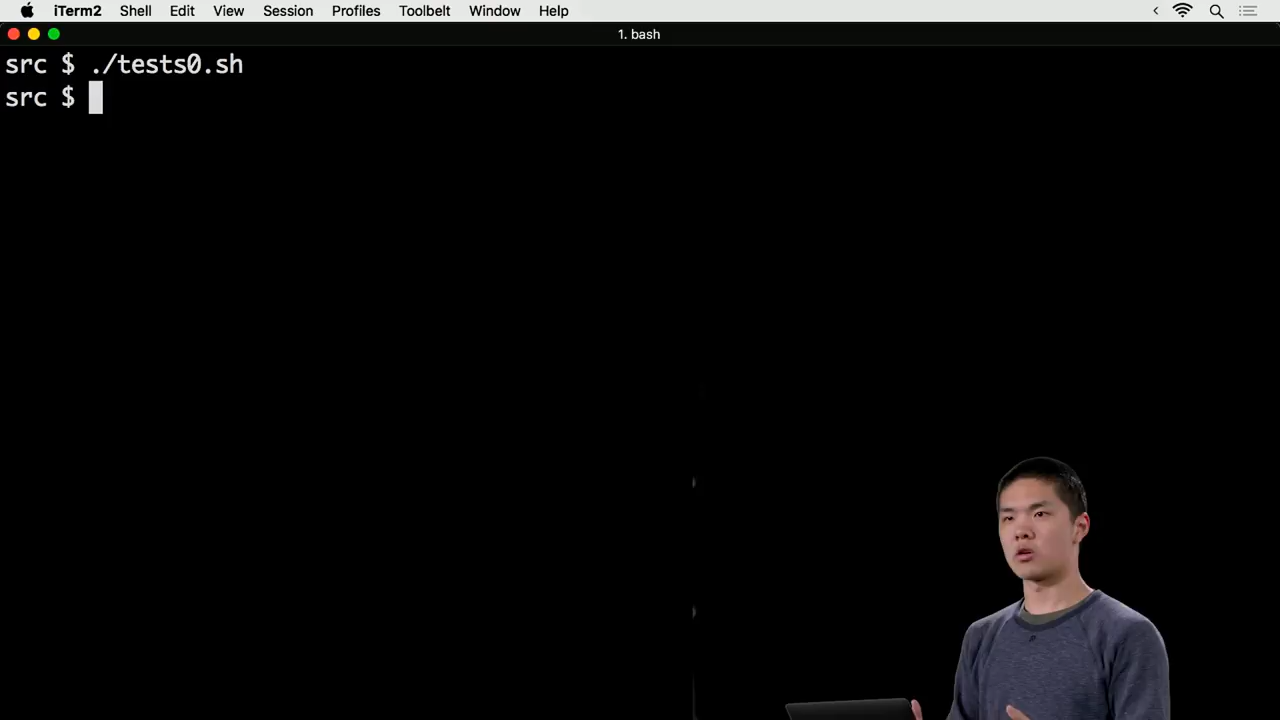 iTerm2 Shell Edit View Session Profiles Toolbelt Window Help
1. bash
src $ ./tests0.sh
src $